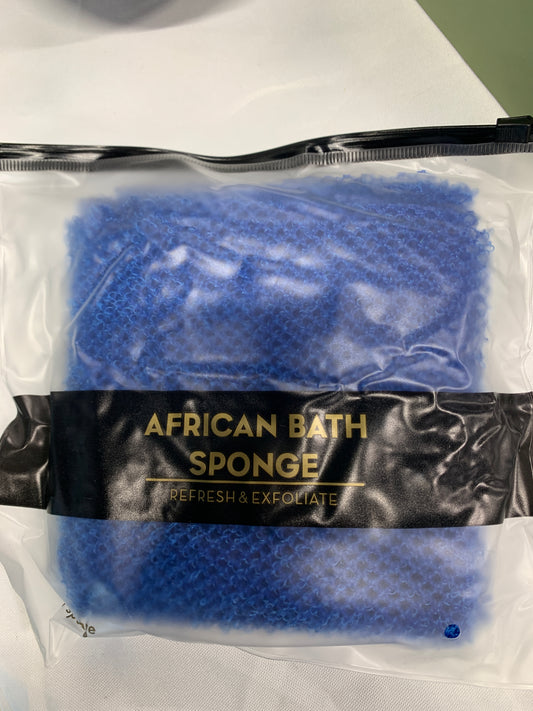 AFRICAN BATH
SPONGE
REFRESH & EXFOLIATE